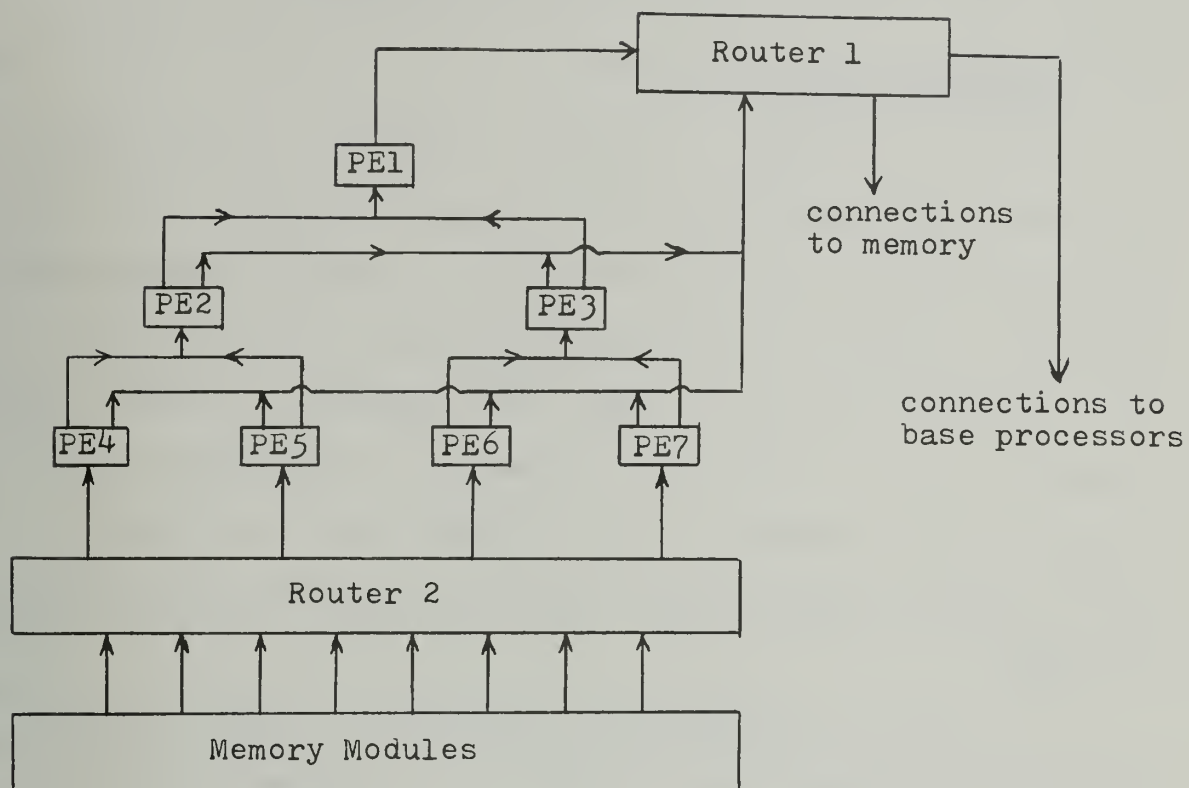 Router 1
PE1
connections
to memory
PE2
PE3
connections to
base processors
PE4
PE5
PE6
PE7
Router 2
Memory Modules